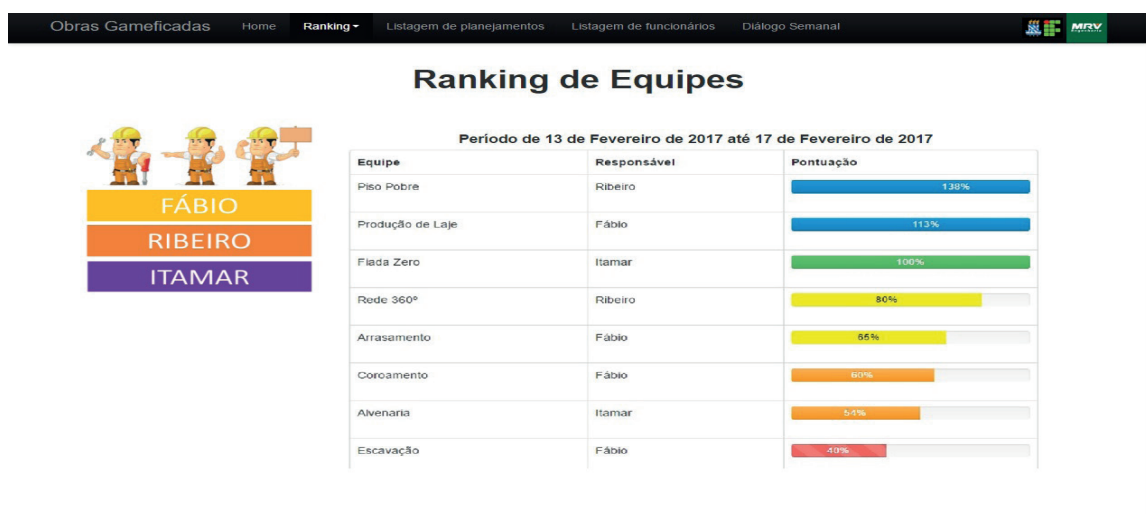 Obras Gameficadas Home Ranking Listagem de planejamentos Listagem de funcionários Diálogo Semanal MRV Engenharia
Ranking de Equipes
FÁBIO
RIBEIRO
ITAMAR
Período de 13 de Fevereiro de 2017 até 17 de Fevereiro de 2017
Equipe Responsável Pontuação
Piso Pobre Ribeiro 138%
Produção de Laje Fábio 113%
Fiada Zero Itamar 100%
Rede 360º Ribeiro 80%
Arrasamento Fábio 65%
Coroamento Fábio 60%
Alvenaria Itamar 54%
Escavação Fábio 40%